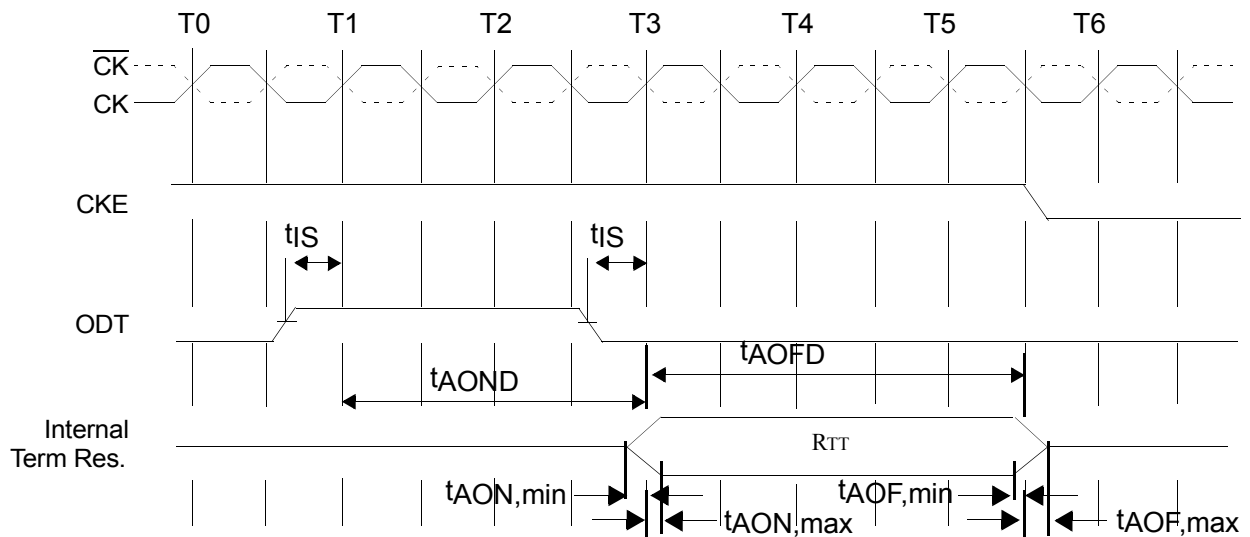 T0 T1 T2 T3 T4 T5 T6
CK
CK
CKE
tIS tIS
ODT
tAOFD
tAOND
Internal
Term Res.
RTT
tAON,min tAOF,min
tAON,max tAOF,max